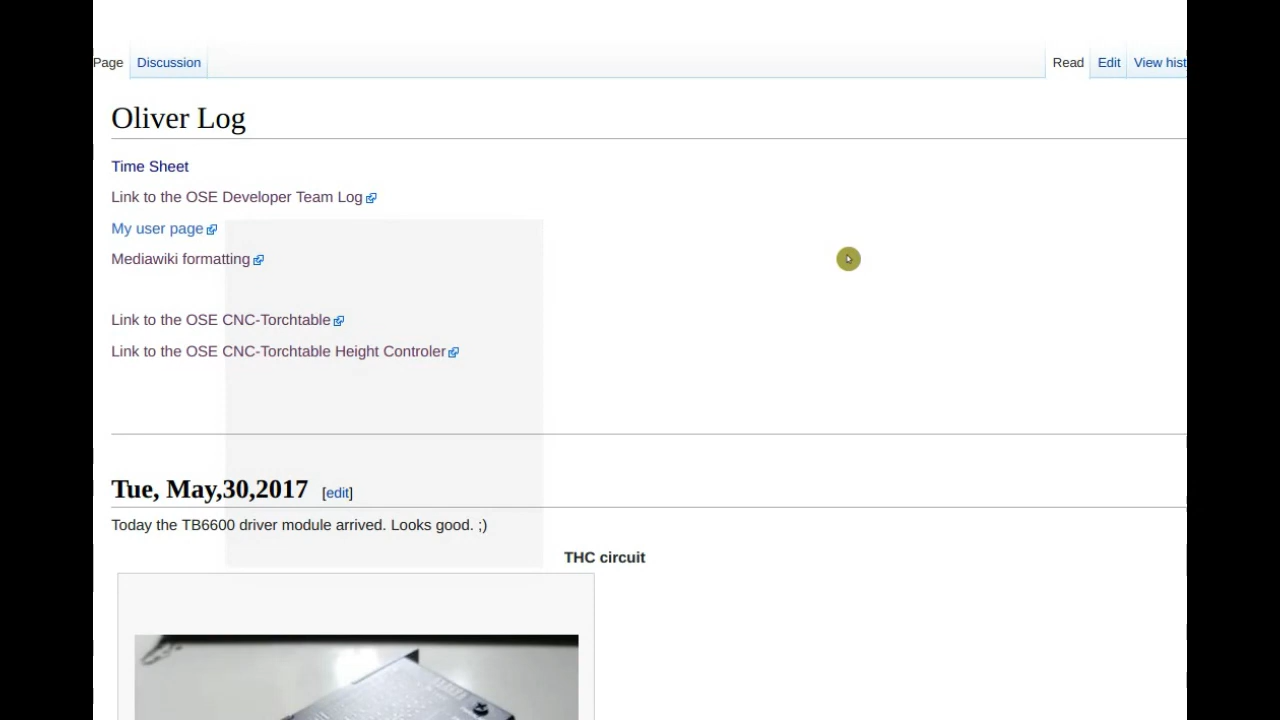 Page Discussion Read Edit View hist
Oliver Log
Time Sheet
Link to the OSE Developer Team Log
My user page
Mediawiki formatting
Link to the OSE CNC-Torchtable
Link to the OSE CNC-Torchtable Height Controler
Tue, May,30,2017 [edit]
Today the TB6600 driver module arrived. Looks good. ;)
THC circuit